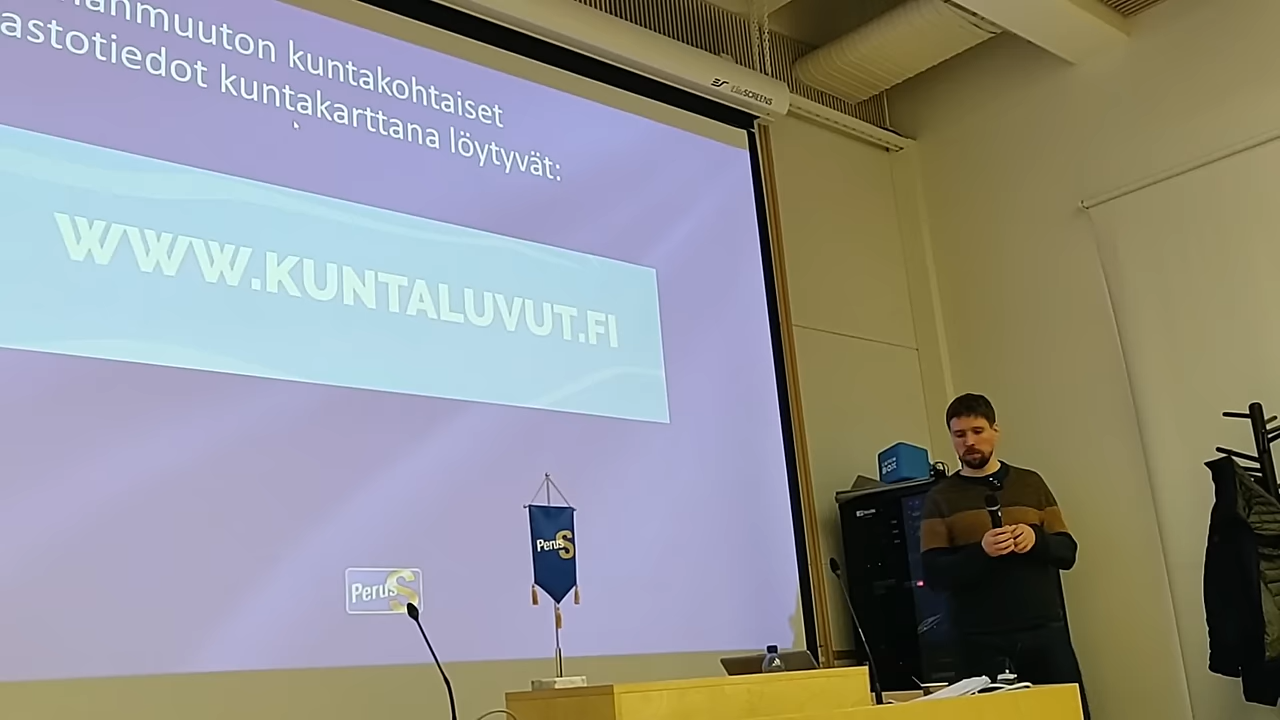 kuntakohtaiset
kuntakarttana löytyvät:
WWW.KUNTALUVUT.FI
PerusS
PerusS